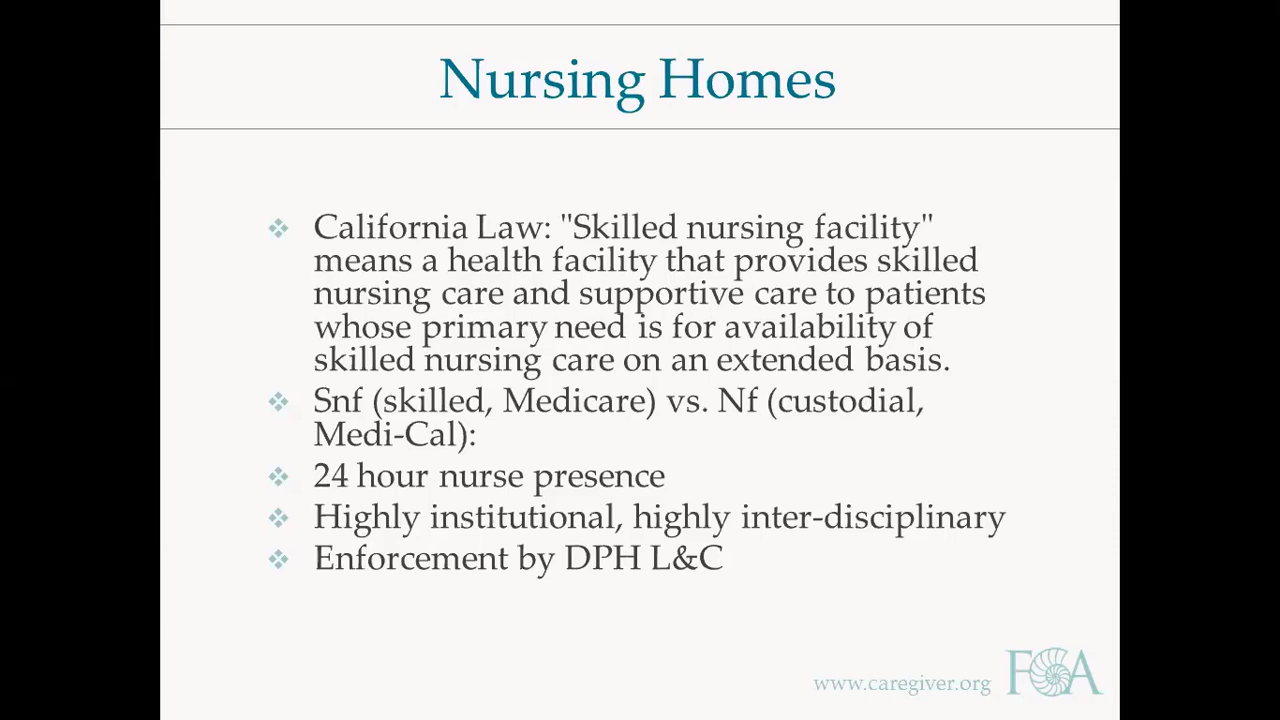 Nursing Homes
California Law: "Skilled nursing facility"
means a health facility that provides skilled
nursing care and supportive care to patients
whose primary need is for availability of
skilled nursing care on an extended basis.
Snf (skilled, Medicare) vs. Nf (custodial,
Medi-Cal):
24 hour nurse presence
Highly institutional, highly inter-disciplinary
Enforcement by DPH L&C
www.caregiver.org FCA